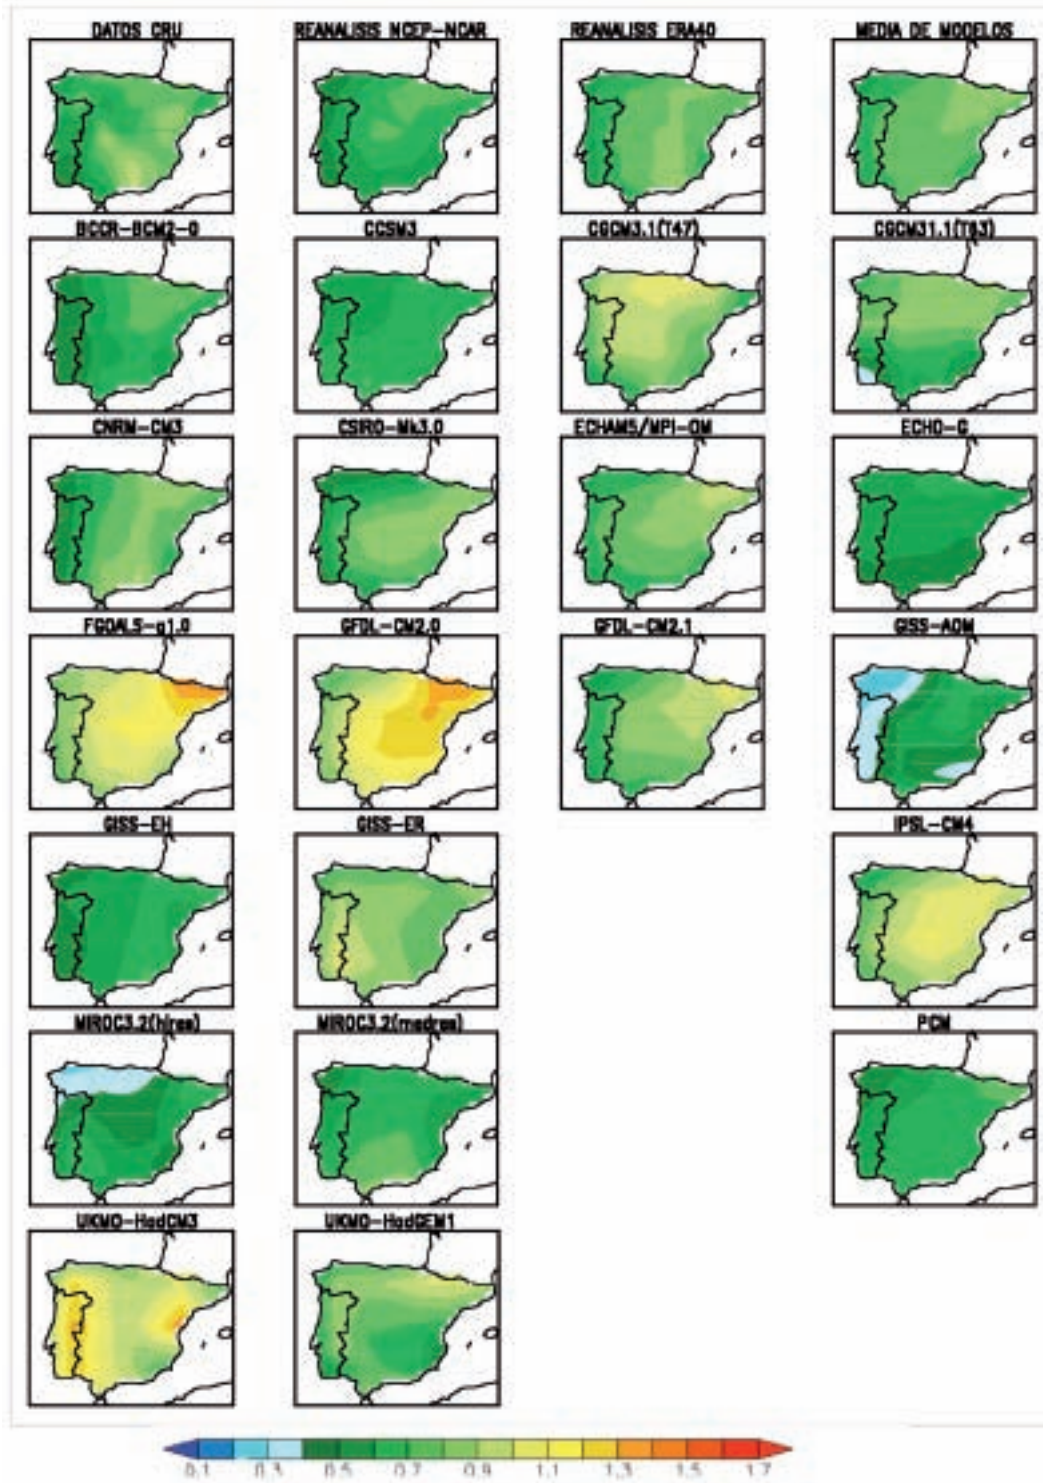 DATOS CRU
REANALISIS NCEP-NCAR
REANALISIS ERA40
MEDIA DE MODELOS
BCCR-BCM2-0
CCSM3
CGCM3.1(T47)
CGCM31.1(T63)
CNRM-CM3
CSIRO-Mk3.0
ECHAM5/MPI-OM
ECHO-G
FGOALS-g1.0
GFDL-CM2.0
GFDL-CM2.1
GISS-AOM
GISS-EH
GISS-ER
IPSL-CM4
MIROC3.2(hires)
MIROC3.2(medres)
PCM
UKMO-HadCM3
UKMO-HadGEM1
0.1 0.3 0.5 0.7 0.9 1.1 1.3 1.5 1.7